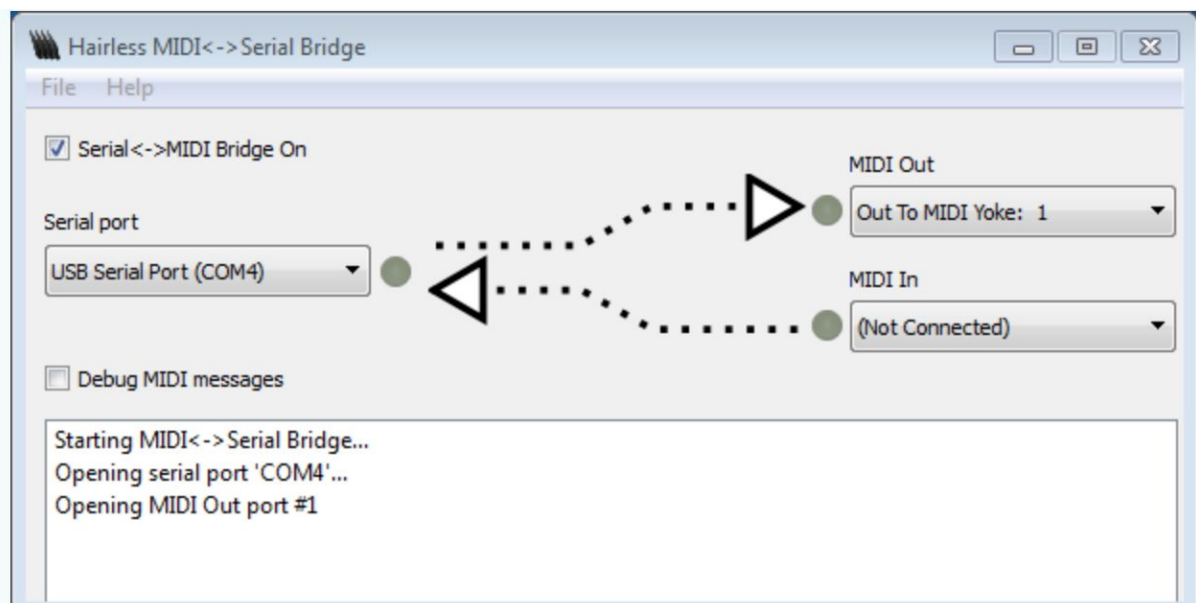 Hairless MIDI<->Serial Bridge
File Help
Serial<->MIDI Bridge On
MIDI Out
Out To MIDI Yoke: 1
Serial port
USB Serial Port (COM4)
MIDI In
(Not Connected)
Debug MIDI messages
Starting MIDI<->Serial Bridge...
Opening serial port 'COM4'...
Opening MIDI Out port #1